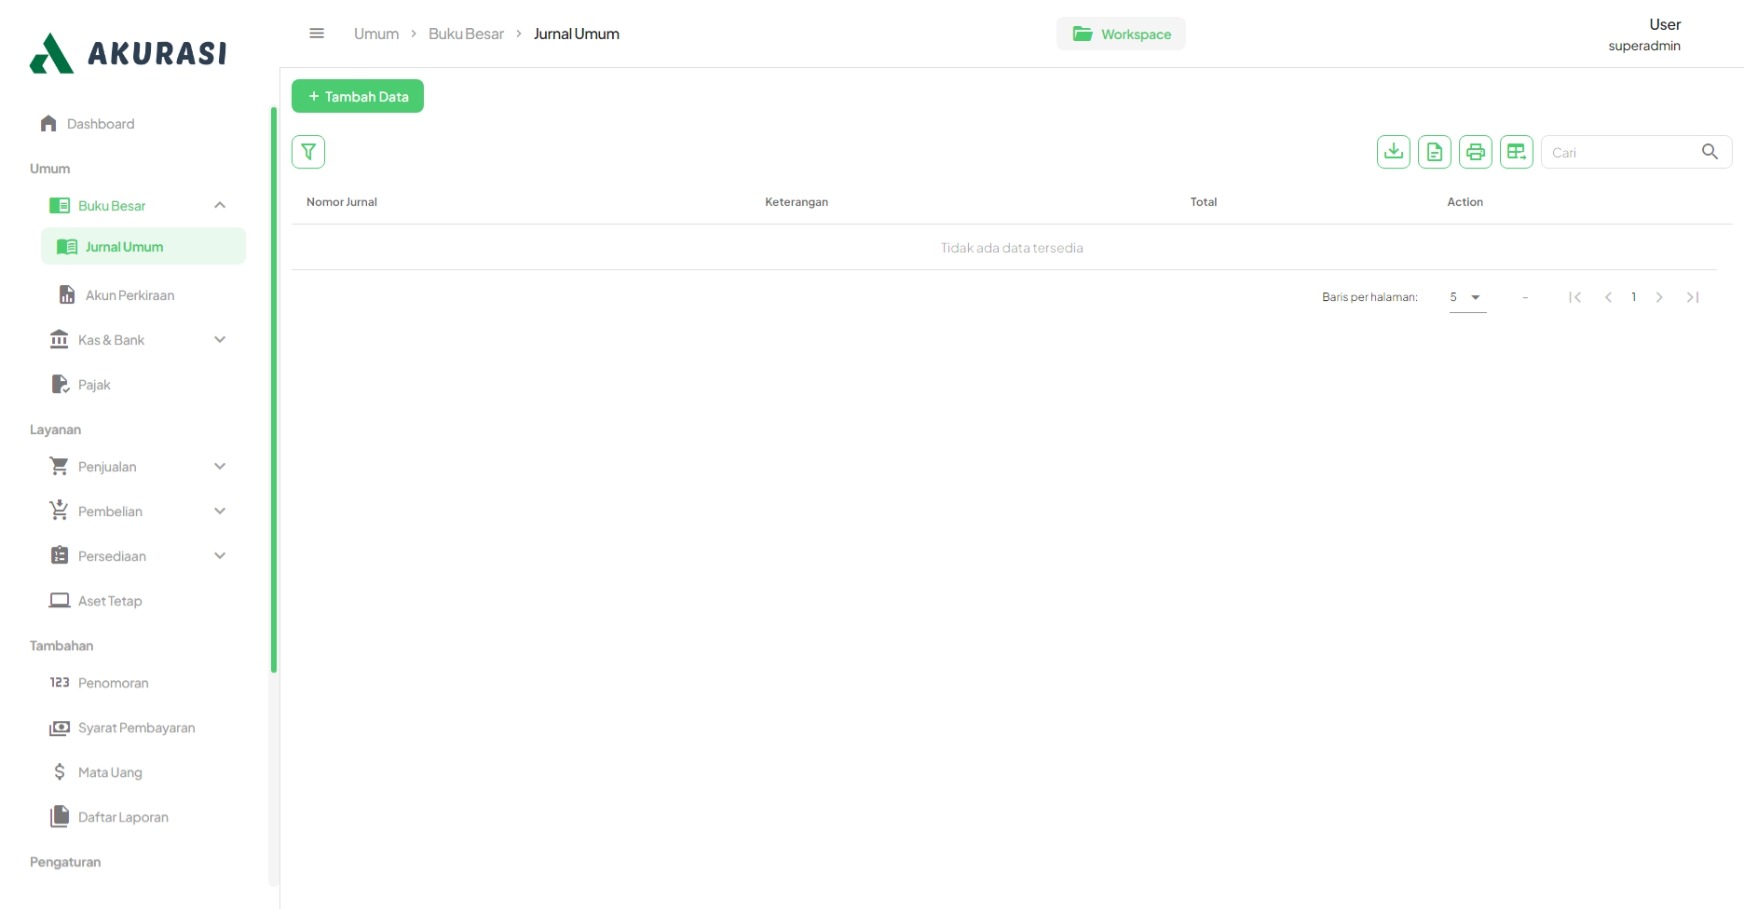 AKURASI
Umum > Buku Besar > Jurnal Umum
Workspace
User
superadmin
Dashboard
Umum
Buku Besar
Jurnal Umum
Akun Perkiraan
Kas & Bank
Pajak
Layanan
Penjualan
Pembelian
Persediaan
Aset Tetap
Tambahan
123 Penomoran
Syarat Pembayaran
$ Mata Uang
Daftar Laporan
Pengaturan
+ Tambah Data
Cari
Nomor Jurnal Keterangan Total Action
Tidak ada data tersedia
Baris per halaman: 5 – 1